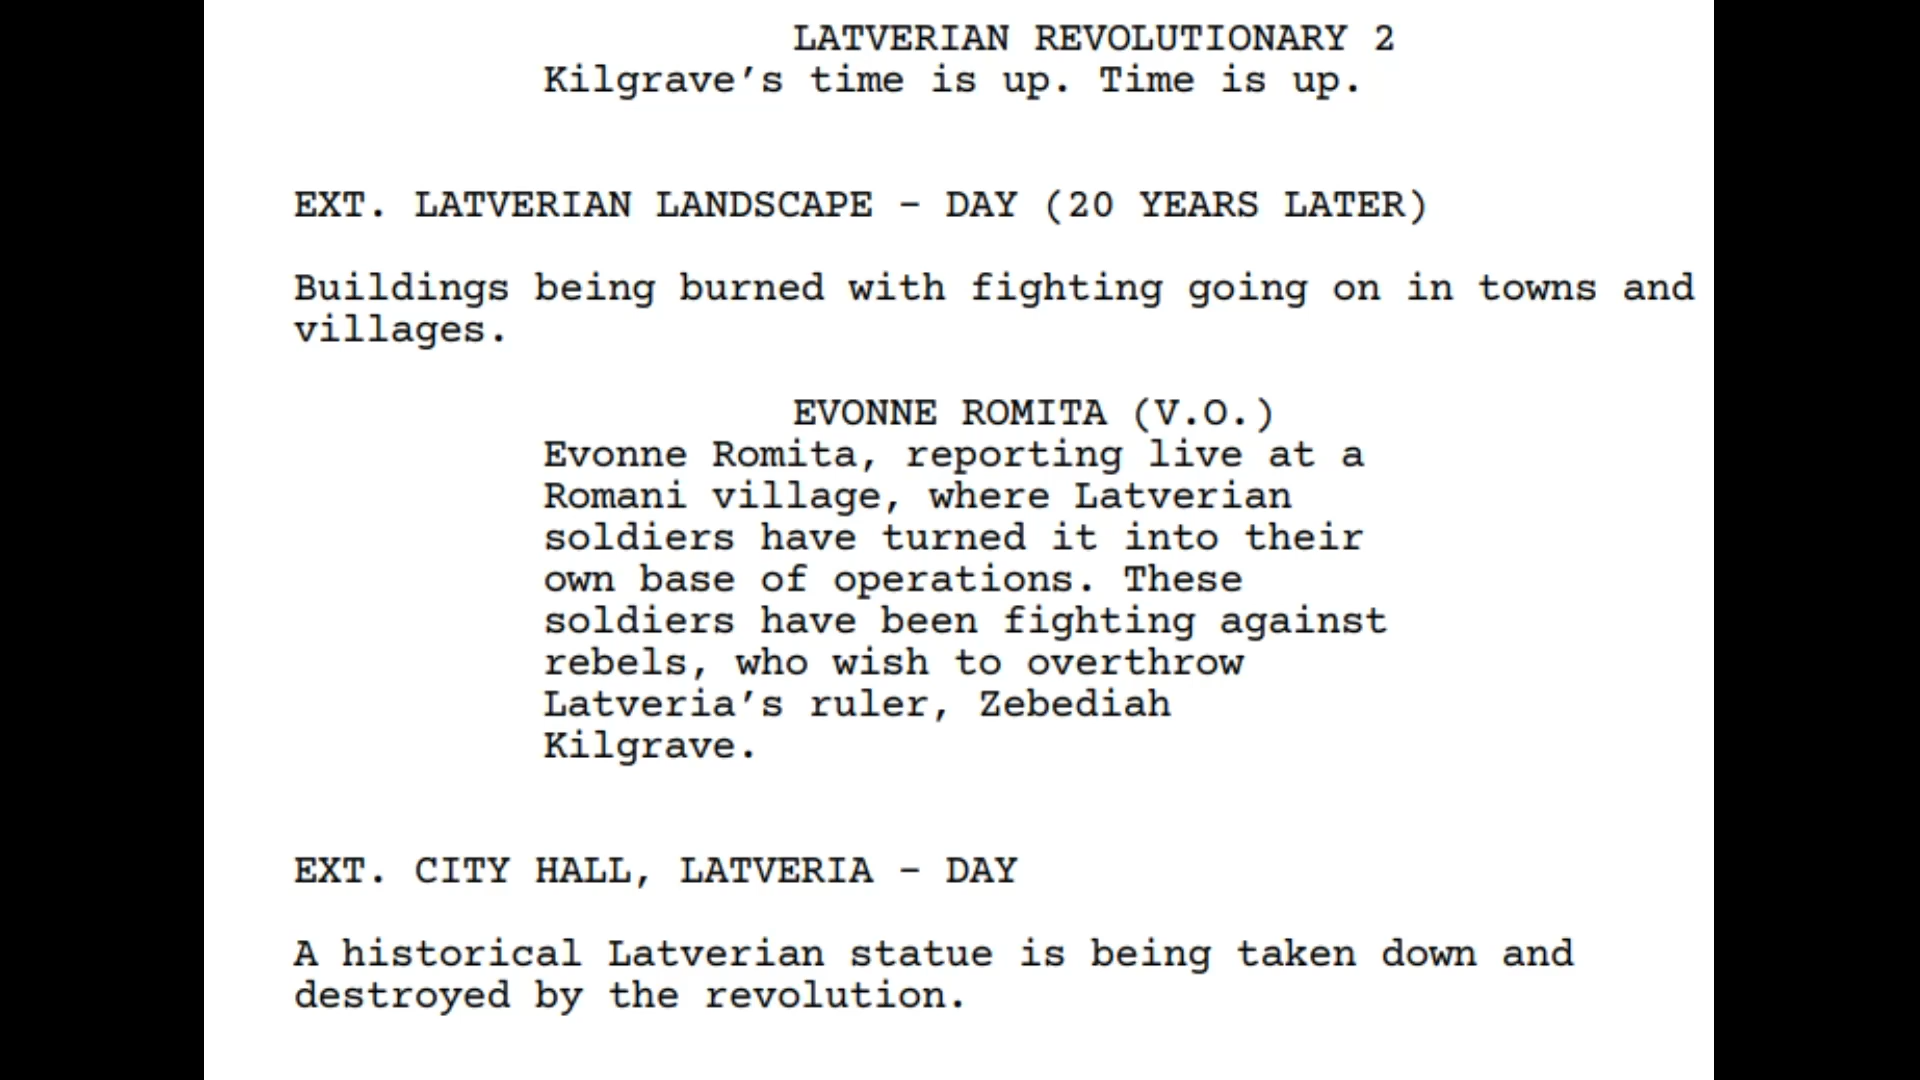 LATVERIAN REVOLUTIONARY 2
Kilgrave’s time is up. Time is up.
EXT. LATVERIAN LANDSCAPE – DAY (20 YEARS LATER)
Buildings being burned with fighting going on in towns and
villages.
EVONNE ROMITA (V.O.)
Evonne Romita, reporting live at a
Romani village, where Latverian
soldiers have turned it into their
own base of operations. These
soldiers have been fighting against
rebels, who wish to overthrow
Latveria’s ruler, Zebediah
Kilgrave.
EXT. CITY HALL, LATVERIA – DAY
A historical Latverian statue is being taken down and
destroyed by the revolution.